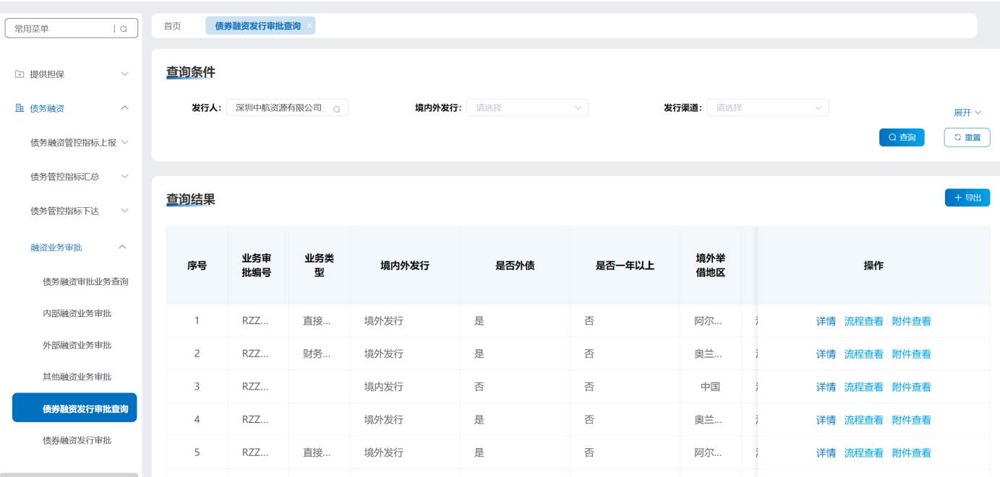 常用菜单
提供担保
债务融资
债务融资管控指标上报
债务管控指标汇总
债务管控指标下达
融资业务审批
债务融资审批业务查询
内部融资业务审批
外部融资业务审批
其他融资业务审批
债券融资发行审批查询
债券融资发行审批
首页 债券融资发行审批查询 ×
查询条件
发行人: 深圳中航资源有限公司 境内外发行: 请选择 发行渠道: 请选择
展开
查询 重置
查询结果
+ 导出
序号 业务审批编号 业务类型 境内外发行 是否外债 是否一年以上 境外举借地区 操作
1 RZZ... 直接... 境外发行 是 否 阿尔... 详情 流程查看 附件查看
2 RZZ... 财务... 境外发行 是 否 奥兰... 详情 流程查看 附件查看
3 RZZ... 境内发行 否 否 中国 详情 流程查看 附件查看
4 RZZ... 境外发行 是 否 奥兰... 详情 流程查看 附件查看
5 RZZ... 直接... 境外发行 是 否 阿尔... 详情 流程查看 附件查看